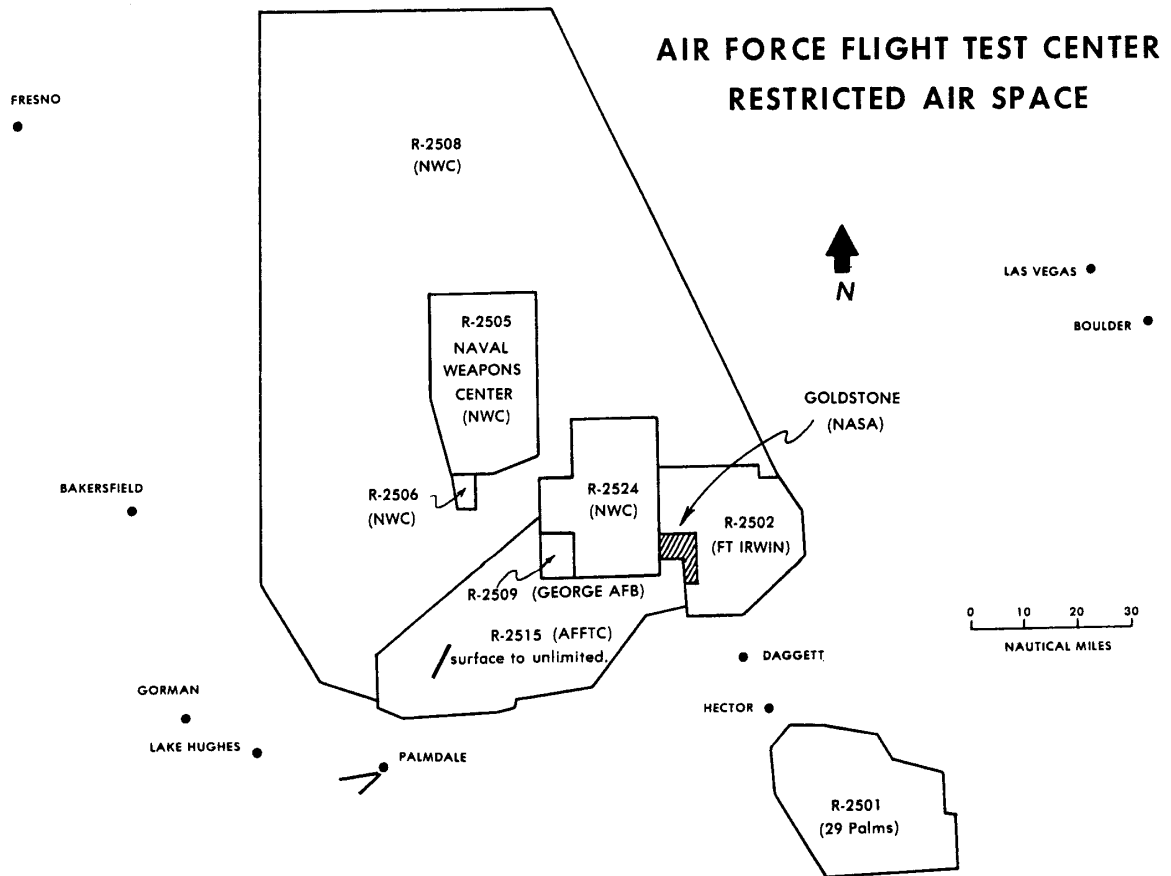 AIR FORCE FLIGHT TEST CENTER
RESTRICTED AIR SPACE
FRESNO
R-2508
(NWC)
N
LAS VEGAS
BOULDER
R-2505
NAVAL
WEAPONS
CENTER
(NWC)
GOLDSTONE
(NASA)
BAKERSFIELD
R-2506
(NWC)
R-2524
(NWC)
R-2502
(FT IRWIN)
R-2509 (GEORGE AFB)
R-2515 (AFFTC)
surface to unlimited.
0 10 20 30
NAUTICAL MILES
DAGGETT
GORMAN
HECTOR
LAKE HUGHES
PALMDALE
R-2501
(29 Palms)